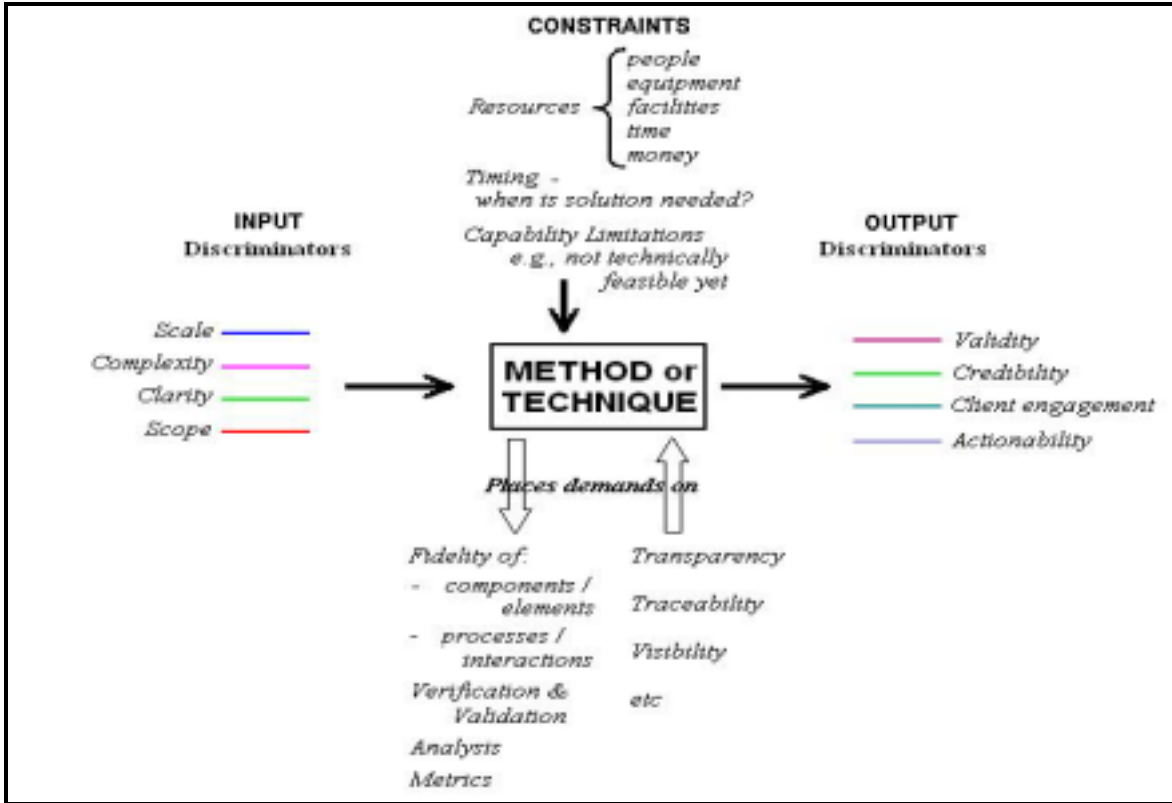 CONSTRAINTS
people
equipment
Resources
facilities
time
money
Timing -
when is solution needed?
Capability Limitations
e.g., not technically
feasible yet
INPUT
Discriminators
Scale
Complexity
Clarity
Scope
METHOD or
TECHNIQUE
OUTPUT
Discriminators
Validity
Credibility
Client engagement
Actionability
Places demands on
Fidelity of:
- components /
elements
- processes /
interactions
Verification &
Validation
Analysis
Metrics
Transparency
Traceability
Visibility
etc